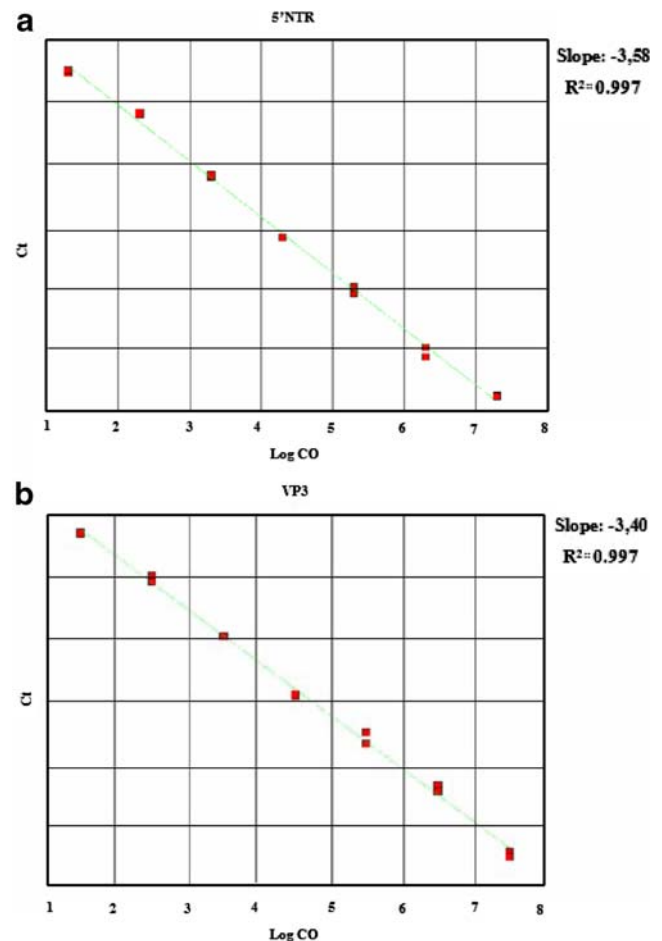 a
5'NTR
Slope: -3,58
R²=0.997
Ct
1 2 3 4 5 6 7 8
Log CO
b
VP3
Slope: -3,40
R²=0.997
Ct
1 2 3 4 5 6 7 8
Log CO